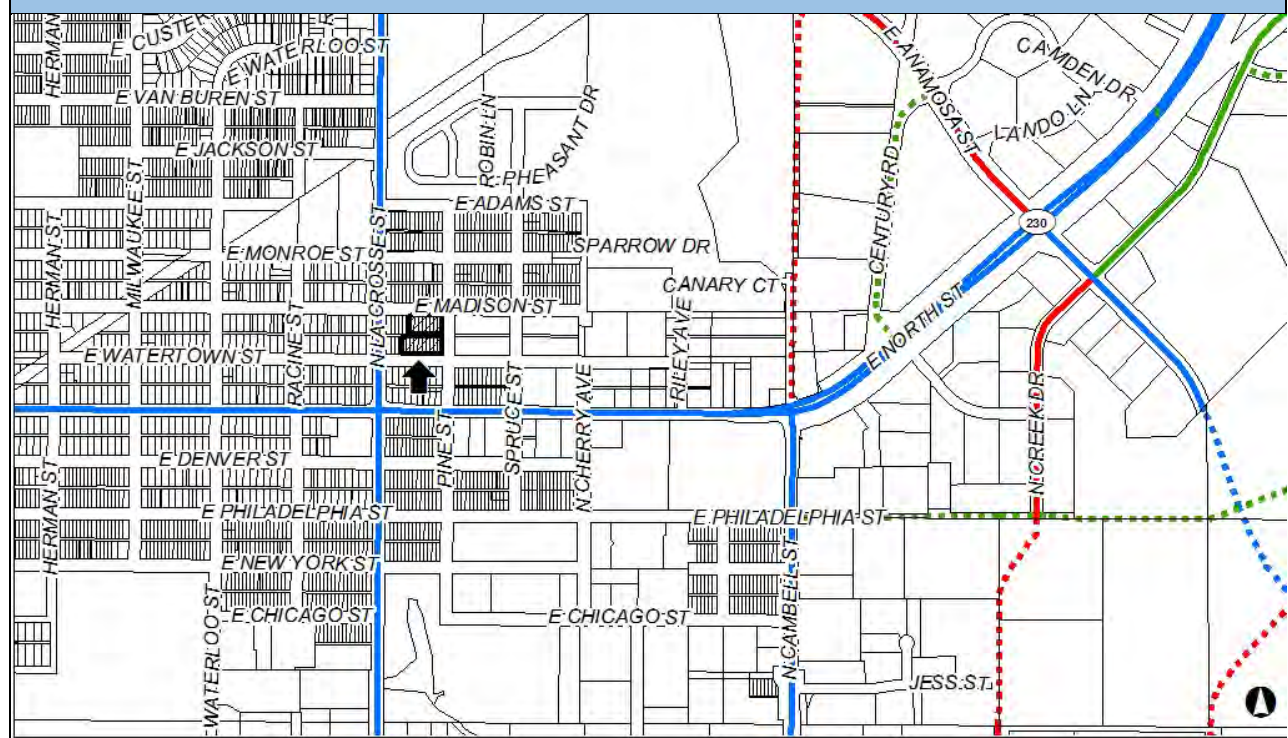 HERMAN
E CUSTER
E WATERLOO ST
E VAN BUREN ST
E JACKSON ST
MILWAUKEE ST
HERMAN ST
RACINE ST
E MONROE ST
E WATERTOWN ST
N LA CROSSE ST
ROBIN LN
PHEASANT DR
E ADAMS ST
SPARROW DR
CANARY CT
E MADISON ST
RILEY AVE
SPRUCE ST
N CHERRY AVE
PINE ST
E ANAMOSA ST
CAMDEN DR
LANDO LN
CENTURY RD
230
E NORTH ST
N CREEK DR
E DENVER ST
HERMAN ST
E PHILADELPHIA ST
E PHILADELPHIA ST
E NEW YORK ST
E CHICAGO ST
E CHICAGO ST
WATERLOO ST
N CAMBELL ST
JESS ST